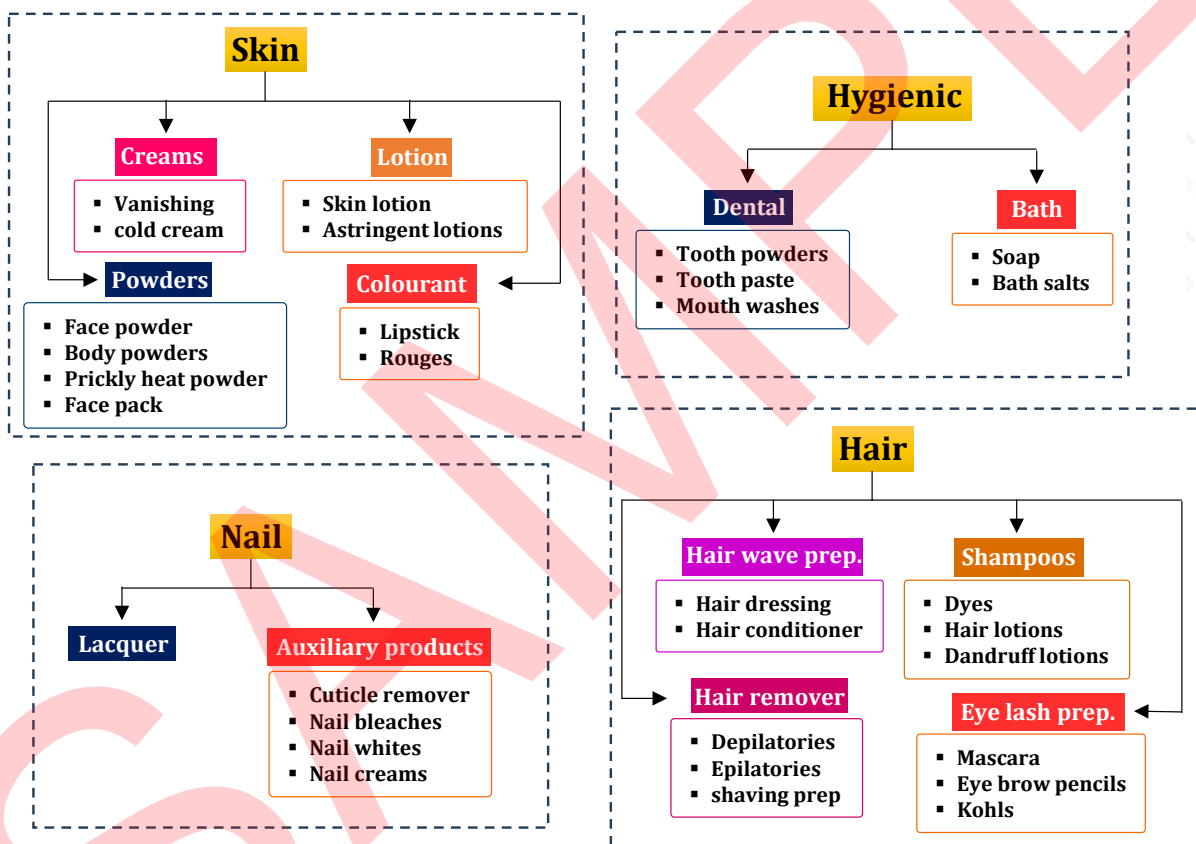 Skin
Creams
▪ Vanishing
▪ cold cream
Lotion
▪ Skin lotion
▪ Astringent lotions
Powders
▪ Face powder
▪ Body powders
▪ Prickly heat powder
▪ Face pack
Colourant
▪ Lipstick
▪ Rouges
Hygienic
Dental
▪ Tooth powders
▪ Tooth paste
▪ Mouth washes
Bath
▪ Soap
▪ Bath salts
Nail
Lacquer
Auxiliary products
▪ Cuticle remover
▪ Nail bleaches
▪ Nail whites
▪ Nail creams
Hair
Hair wave prep.
▪ Hair dressing
▪ Hair conditioner
Shampoos
▪ Dyes
▪ Hair lotions
▪ Dandruff lotions
Hair remover
▪ Depilatories
▪ Epilatories
▪ shaving prep
Eye lash prep.
▪ Mascara
▪ Eye brow pencils
▪ Kohls
SAMPL